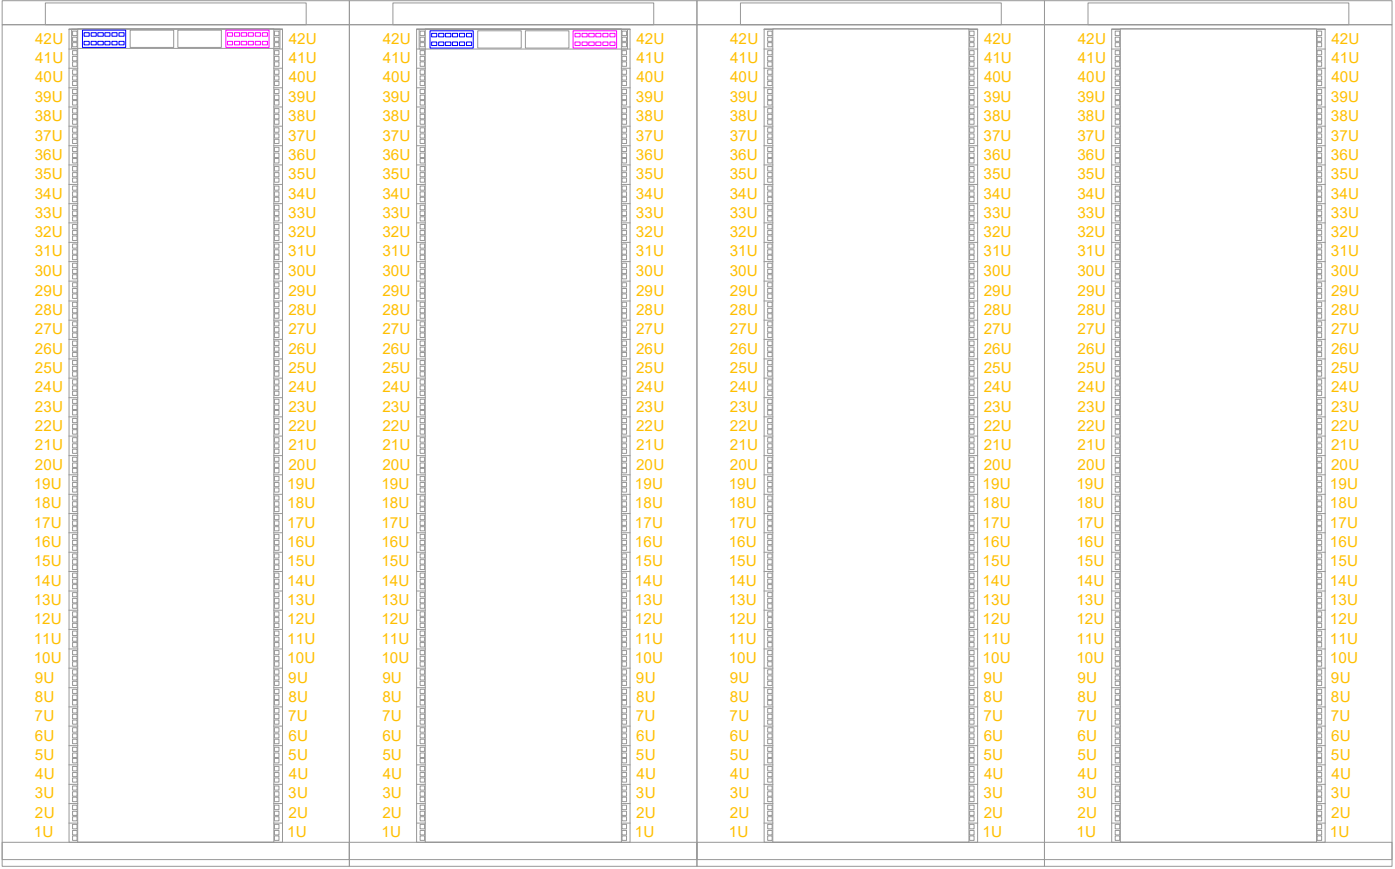 42U 42U 42U 42U 42U 42U 42U 42U
41U 41U 41U 41U 41U 41U 41U 41U
40U 40U 40U 40U 40U 40U 40U 40U
39U 39U 39U 39U 39U 39U 39U 39U
38U 38U 38U 38U 38U 38U 38U 38U
37U 37U 37U 37U 37U 37U 37U 37U
36U 36U 36U 36U 36U 36U 36U 36U
35U 35U 35U 35U 35U 35U 35U 35U
34U 34U 34U 34U 34U 34U 34U 34U
33U 33U 33U 33U 33U 33U 33U 33U
32U 32U 32U 32U 32U 32U 32U 32U
31U 31U 31U 31U 31U 31U 31U 31U
30U 30U 30U 30U 30U 30U 30U 30U
29U 29U 29U 29U 29U 29U 29U 29U
28U 28U 28U 28U 28U 28U 28U 28U
27U 27U 27U 27U 27U 27U 27U 27U
26U 26U 26U 26U 26U 26U 26U 26U
25U 25U 25U 25U 25U 25U 25U 25U
24U 24U 24U 24U 24U 24U 24U 24U
23U 23U 23U 23U 23U 23U 23U 23U
22U 22U 22U 22U 22U 22U 22U 22U
21U 21U 21U 21U 21U 21U 21U 21U
20U 20U 20U 20U 20U 20U 20U 20U
19U 19U 19U 19U 19U 19U 19U 19U
18U 18U 18U 18U 18U 18U 18U 18U
17U 17U 17U 17U 17U 17U 17U 17U
16U 16U 16U 16U 16U 16U 16U 16U
15U 15U 15U 15U 15U 15U 15U 15U
14U 14U 14U 14U 14U 14U 14U 14U
13U 13U 13U 13U 13U 13U 13U 13U
12U 12U 12U 12U 12U 12U 12U 12U
11U 11U 11U 11U 11U 11U 11U 11U
10U 10U 10U 10U 10U 10U 10U 10U
9U 9U 9U 9U 9U 9U 9U 9U
8U 8U 8U 8U 8U 8U 8U 8U
7U 7U 7U 7U 7U 7U 7U 7U
6U 6U 6U 6U 6U 6U 6U 6U
5U 5U 5U 5U 5U 5U 5U 5U
4U 4U 4U 4U 4U 4U 4U 4U
3U 3U 3U 3U 3U 3U 3U 3U
2U 2U 2U 2U 2U 2U 2U 2U
1U 1U 1U 1U 1U 1U 1U 1U